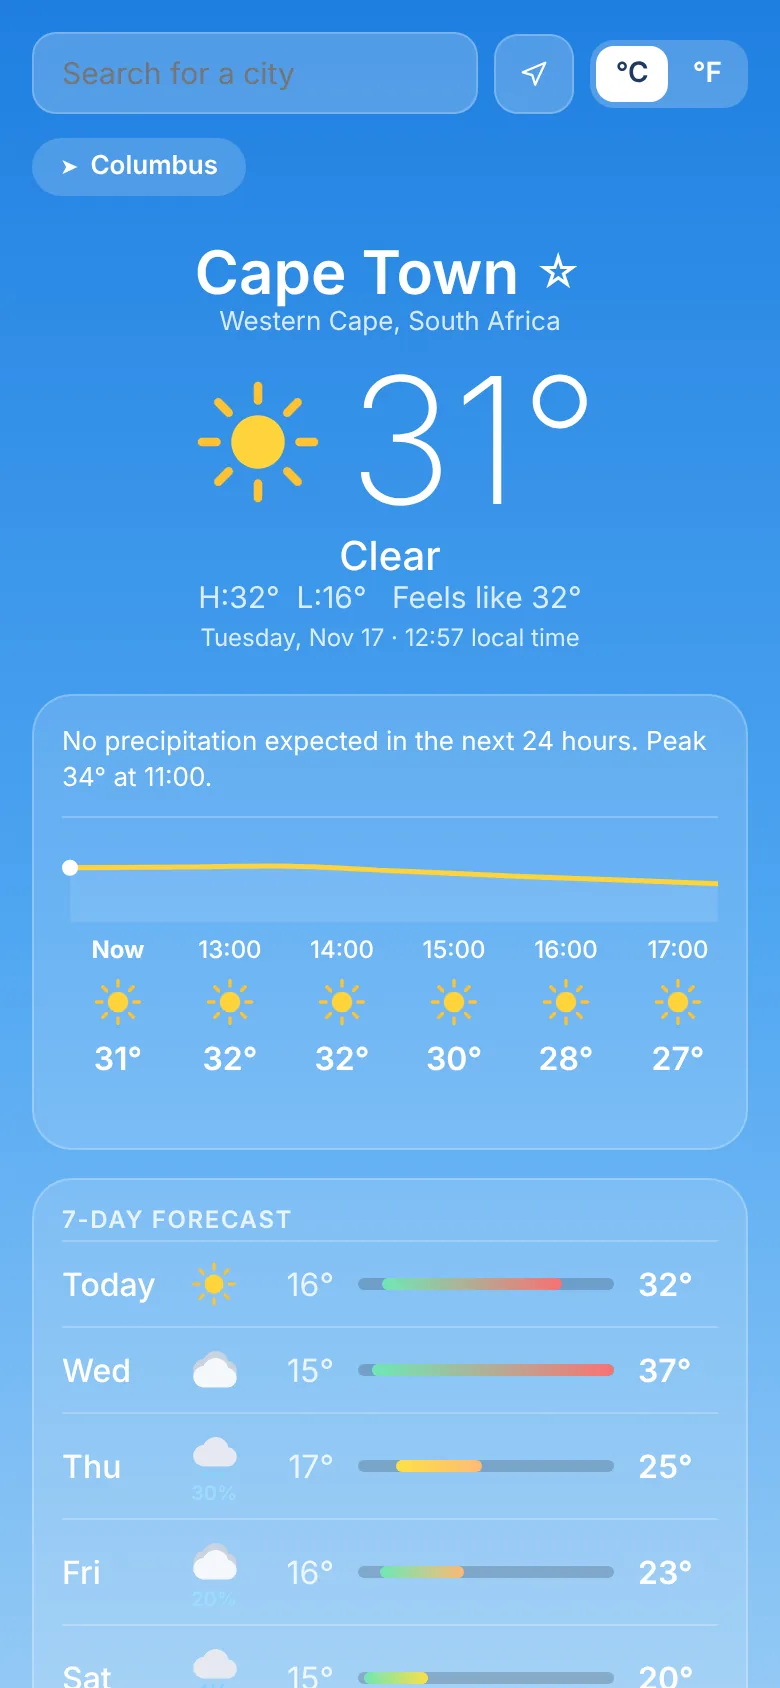 Search for a city
°C °F
Columbus
Cape Town ☆
Western Cape, South Africa
31°
Clear
H:32° L:16° Feels like 32°
Tuesday, Nov 17 · 12:57 local time
No precipitation expected in the next 24 hours. Peak
34° at 11:00.
Now 13:00 14:00 15:00 16:00 17:00
31° 32° 32° 30° 28° 27°
7-DAY FORECAST
Today 16° 32°
Wed 15° 37°
Thu 30% 17° 25°
Fri 20% 16° 23°
Sat 15° 20°